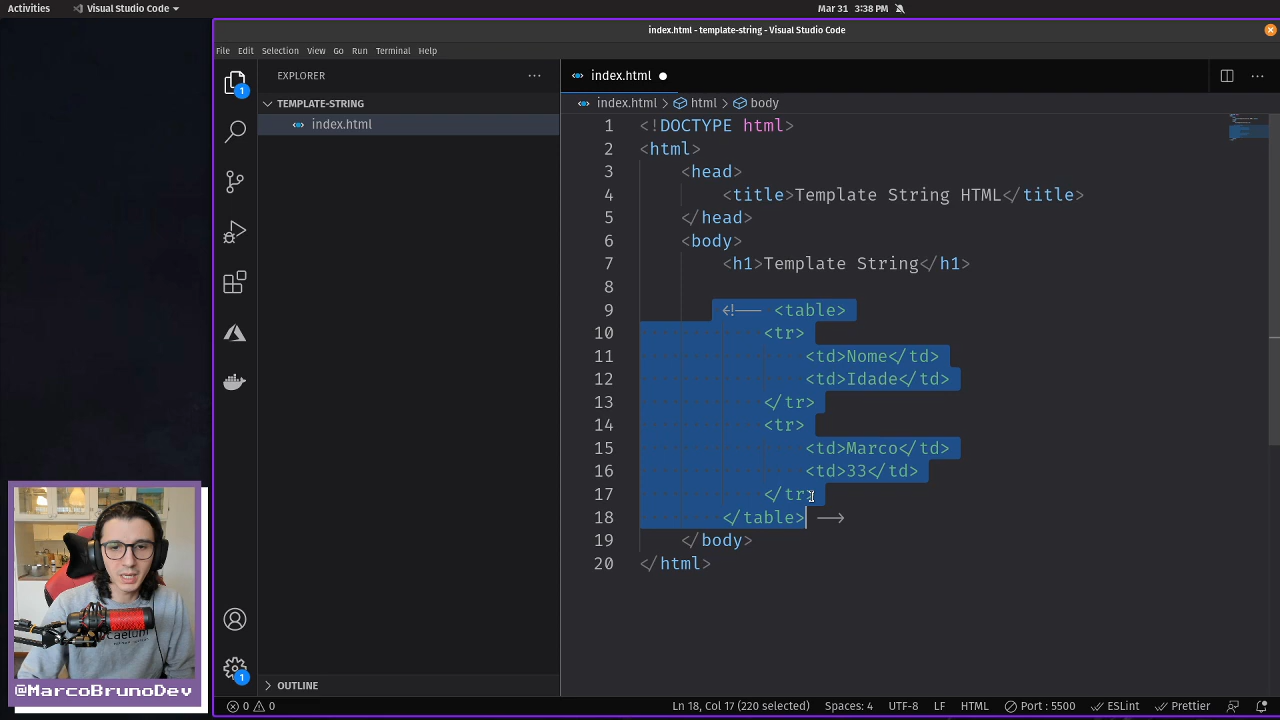 Activities
Visual Studio Code
Mar 31 3:38 PM
index.html - template-string - Visual Studio Code
File Edit Selection View Go Run Terminal Help
EXPLORER
TEMPLATE-STRING
index.html
OUTLINE
1
1
index.html
index.html > html > body
1 <!DOCTYPE html>
2 <html>
3 <head>
4 <title>Template String HTML</title>
5 </head>
6 <body>
7 <h1>Template String</h1>
8
9 <!-- <table>
10 <tr>
11 <td>Nome</td>
12 <td>Idade</td>
13 </tr>
14 <tr>
15 <td>Marco</td>
16 <td>33</td>
17 </tr>
18 </table> -->
19 </body>
20 </html>
caelum
@MarcoBrunoDev
0 0 Ln 18, Col 17 (220 selected) Spaces: 4 UTF-8 LF HTML Port : 5500 ESLint Prettier